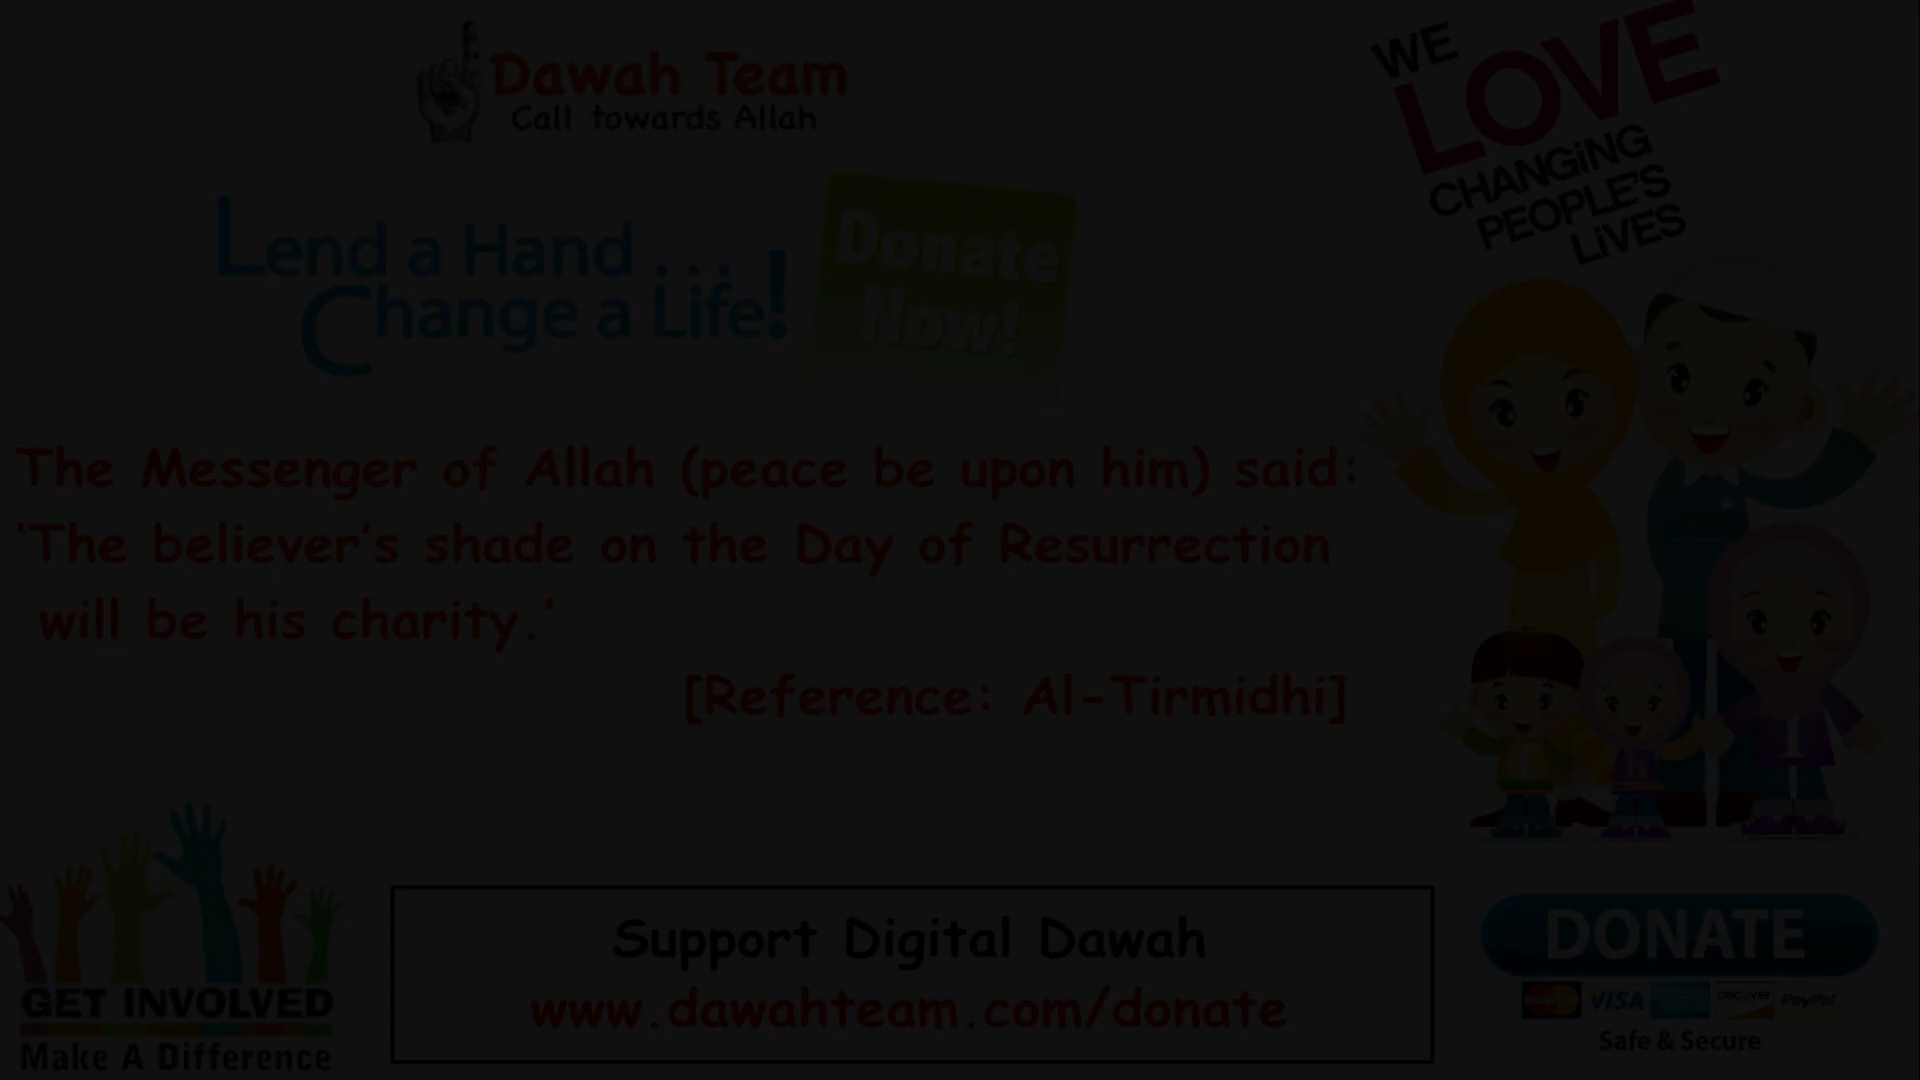 Dawah Team
Call towards Allah
WE
LOVE
CHANGiNG
PEOPLE'S
LiVES
Lend a Hand . . .
Change a Life!
Donate
Now!
The Messenger of Allah (peace be upon him) said:
‘The believer’s shade on the Day of Resurrection
will be his charity.’
[Reference: Al-Tirmidhi]
GET INVOLVED
Make A Difference
Support Digital Dawah
www.dawahteam.com/donate
DONATE
VISA DISCOVER PayPal
Safe & Secure